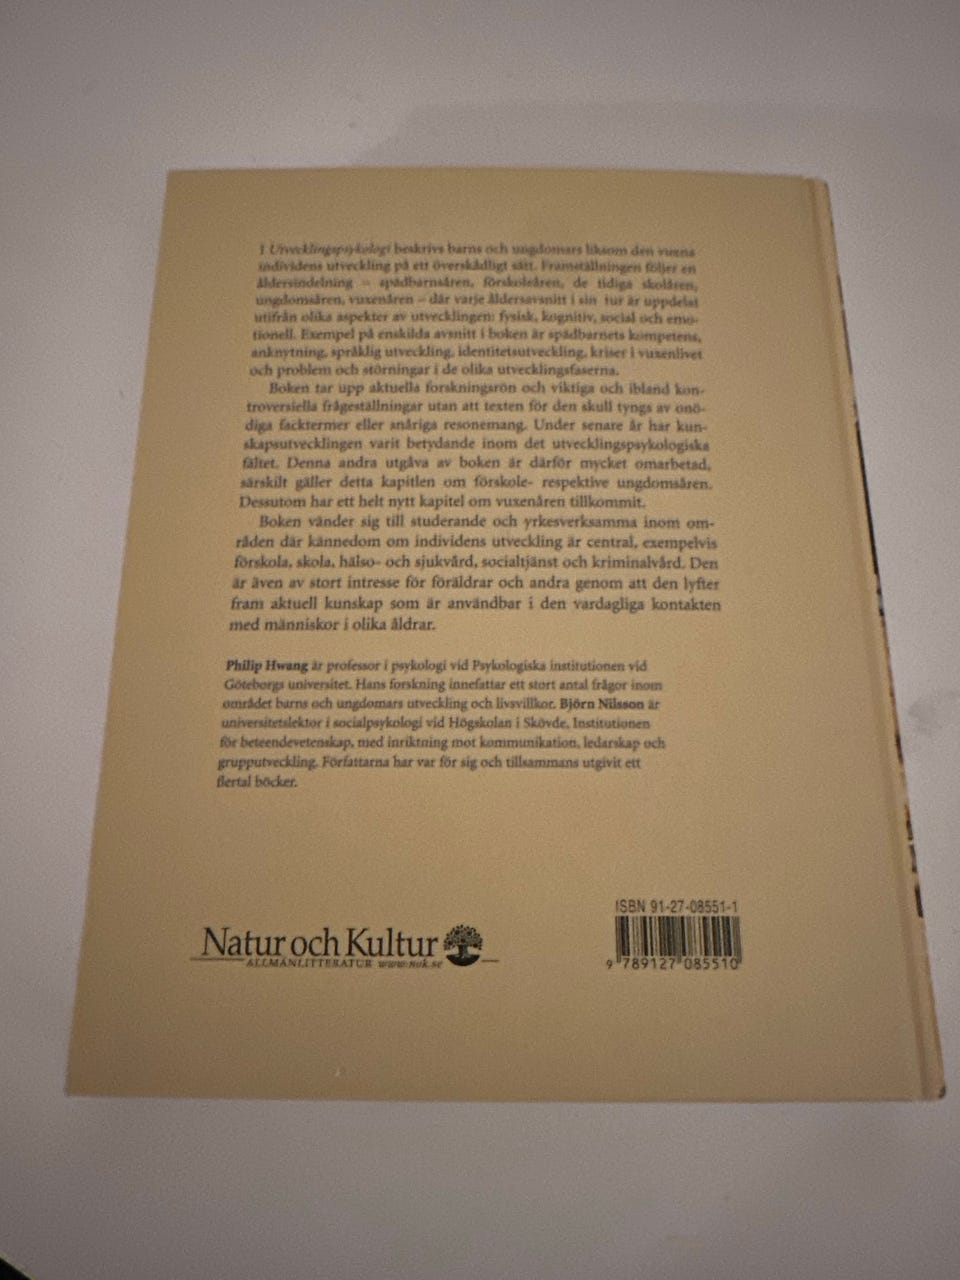 I Utvecklingspsykologi beskrivs barns och ungdomars liksom den vuxna
individens utveckling på ett överskådligt sätt. Framställningen följer en
åldersindelning – spädbarnsåren, förskoleåren, de tidiga skolåren,
ungdomsåren, vuxenåren – där varje åldersavsnitt i sin tur är uppdelat
utifrån olika aspekter av utvecklingen: fysisk, kognitiv, social och emo-
tionell. Exempel på enskilda avsnitt i boken är spädbarnets kompetens,
anknytning, språklig utveckling, identitetsutveckling, kriser i vuxenlivet
och problem och störningar i de olika utvecklingsfaserna.
Boken tar upp aktuella forskningsrön och viktiga och ibland kon-
troversiella frågeställningar utan att texten för den skull tyngs av onö-
diga facktermer eller snåriga resonemang. Under senare år har kun-
skapsutvecklingen varit betydande inom det utvecklingspsykologiska
fältet. Denna andra utgåva av boken är därför mycket omarbetad,
särskilt gäller detta kapitlen om förskole- respektive ungdomsåren.
Dessutom har ett helt nytt kapitel om vuxenåren tillkommit.
Boken vänder sig till studerande och yrkesverksamma inom om-
råden där kännedom om individens utveckling är central, exempelvis
förskola, skola, hälso- och sjukvård, socialtjänst och kriminalvård. Den
är även av stort intresse för föräldrar och andra genom att den lyfter
fram aktuell kunskap som är användbar i den vardagliga kontakten
med människor i olika åldrar.
Philip Hwang är professor i psykologi vid Psykologiska institutionen vid
Göteborgs universitet. Hans forskning innefattar ett stort antal frågor inom
området barns och ungdomars utveckling och livsvillkor. Björn Nilsson är
universitetslektor i socialpsykologi vid Högskolan i Skövde, Institutionen
för beteendevetenskap, med inriktning mot kommunikation, ledarskap och
grupputveckling. Författarna har var för sig och tillsammans utgivit ett
flertal böcker.
Natur och Kultur
ALLMÄNLITTERATUR www.nok.se
ISBN 91-27-08551-1
9 789127 085510